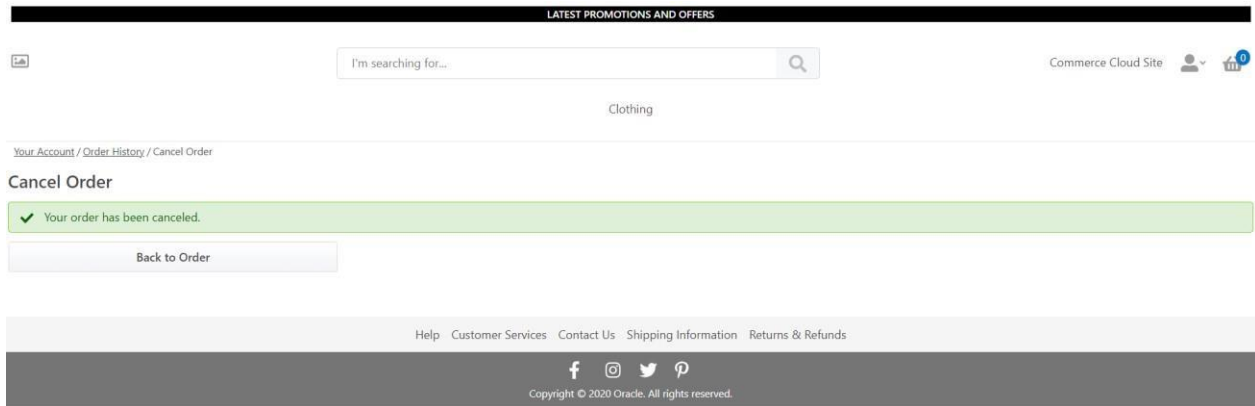 LATEST PROMOTIONS AND OFFERS
I'm searching for...
Commerce Cloud Site
0
Clothing
Your Account / Order History / Cancel Order
Cancel Order
Your order has been canceled.
Back to Order
Help Customer Services Contact Us Shipping Information Returns & Refunds
Copyright © 2020 Oracle. All rights reserved.